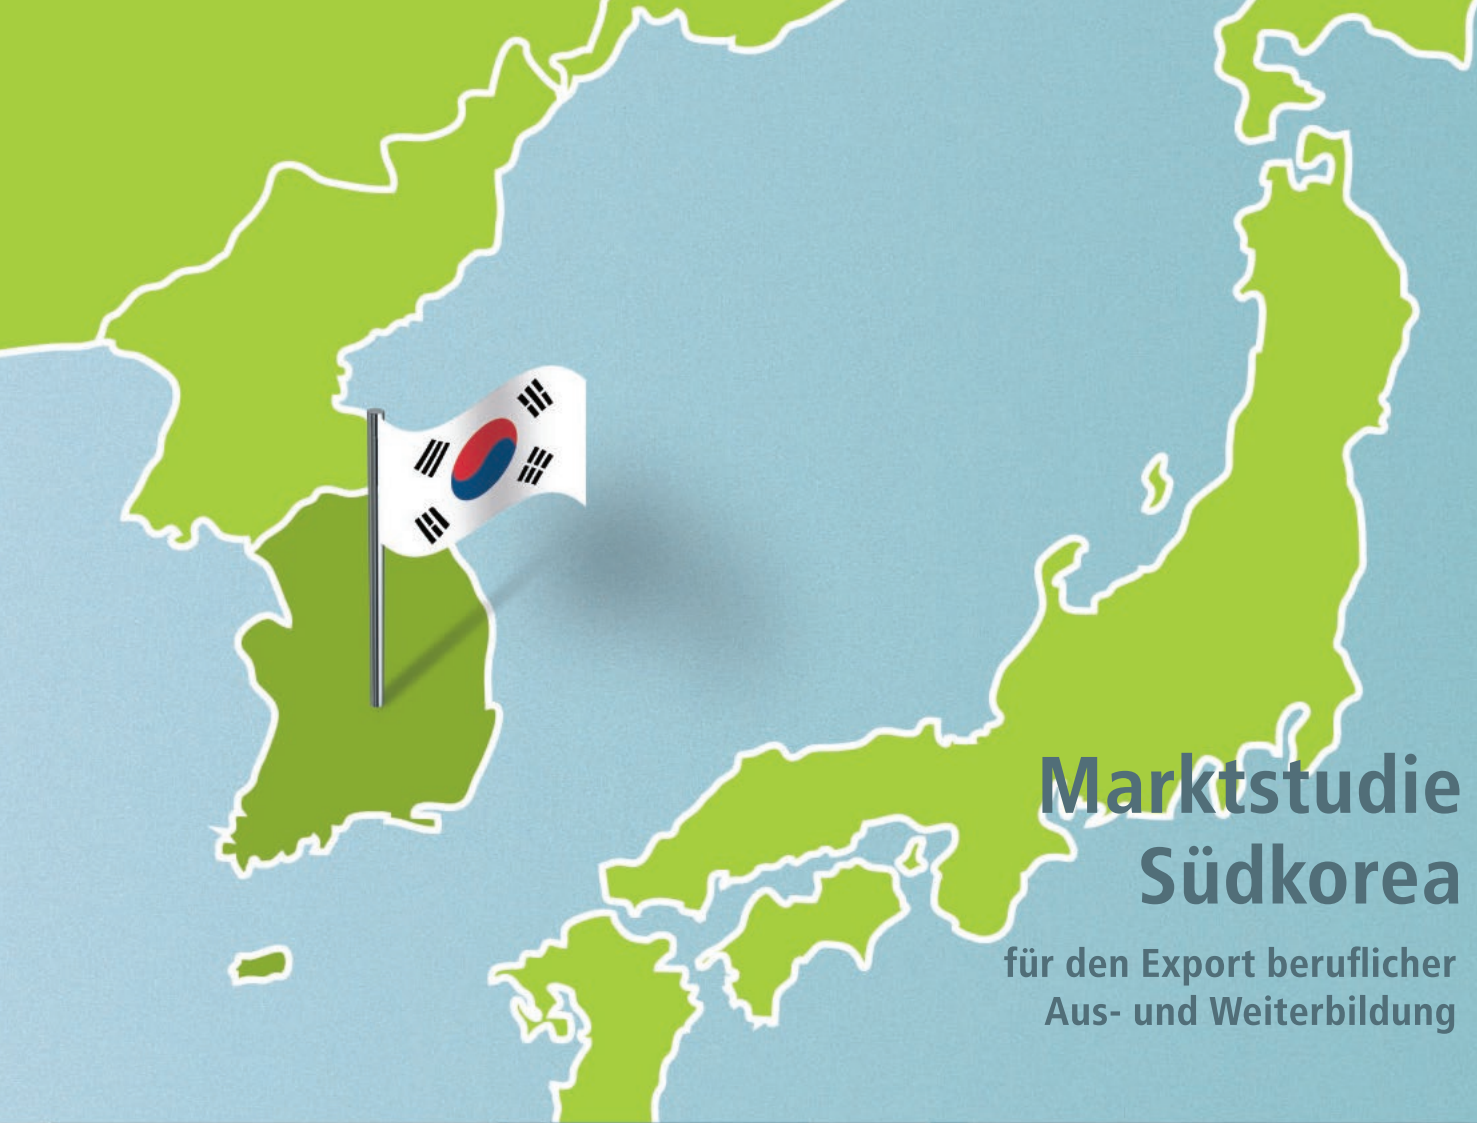 Marktstudie
Südkorea
für den Export beruflicher
Aus- und Weiterbildung